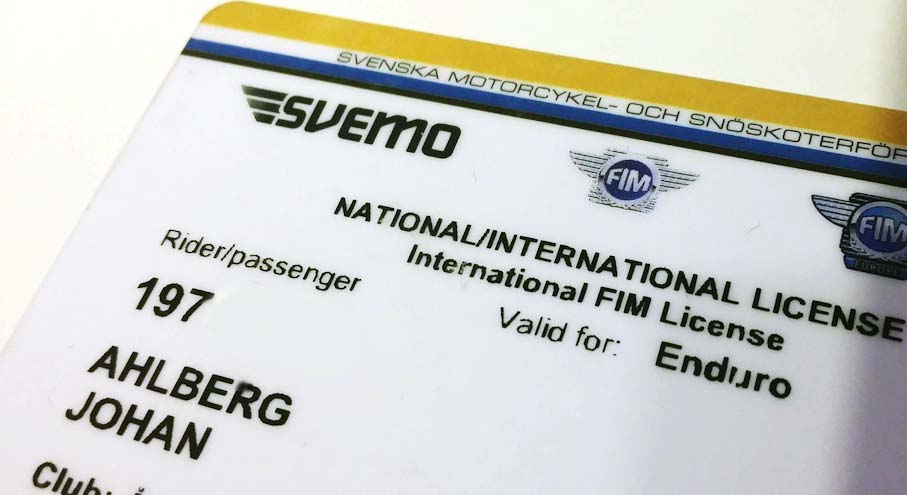 SVENSKA MOTORCYKEL- OCH SNÖSKOTERFÖR
SVEMO
FIM
FIM
NATIONAL/INTERNATIONAL LICENSE
International FIM License
Rider/passenger
Valid for: Enduro
197
AHLBERG
JOHAN
Club: